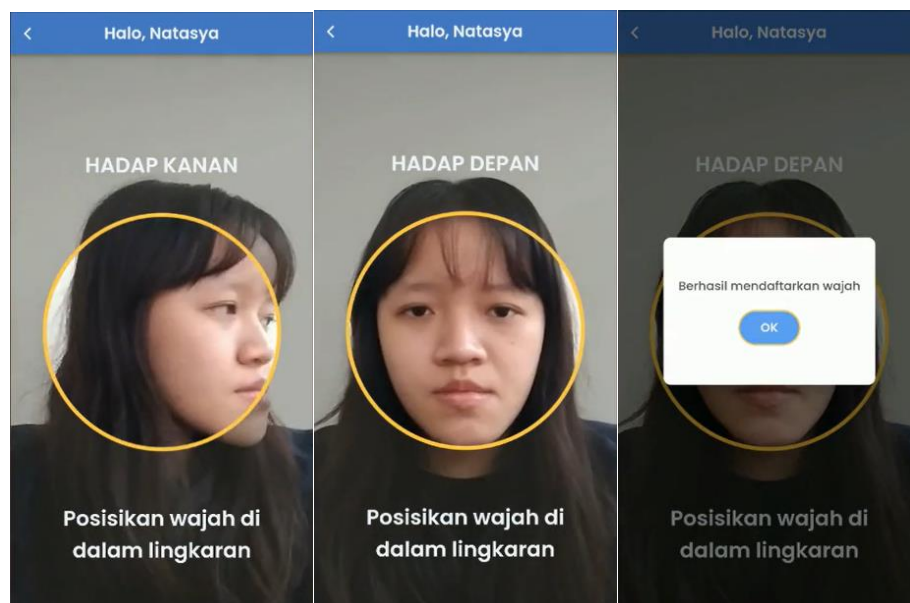 Halo, Natasya
HADAP KANAN
Posisikan wajah di
dalam lingkaran
Halo, Natasya
HADAP DEPAN
Posisikan wajah di
dalam lingkaran
Halo, Natasya
HADAP DEPAN
Berhasil mendaftarkan wajah
OK
Posisikan wajah di
dalam lingkaran